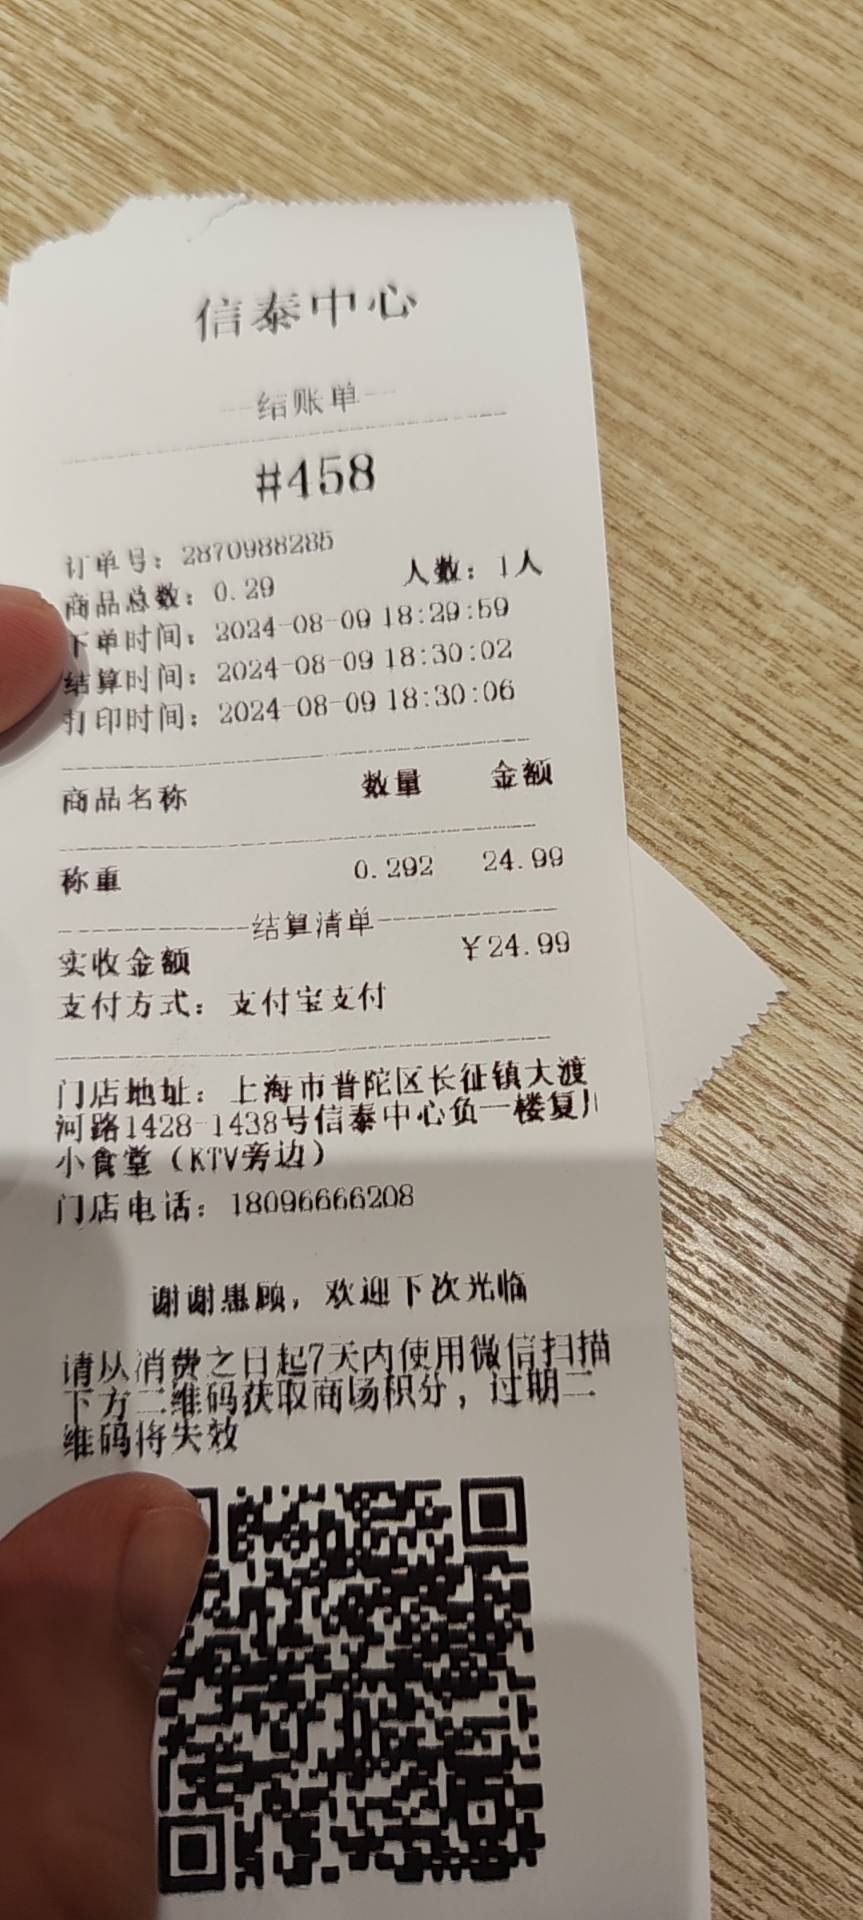 信泰中心
结账单
#458
订单号：2870988285
商品总数：0.29 人数：1人
下单时间：2024-08-09 18:29:59
结算时间：2024-08-09 18:30:02
打印时间：2024-08-09 18:30:06
商品名称 数量 金额
称重 0.292 24.99
结算清单
实收金额 ￥24.99
支付方式：支付宝支付
门店地址：上海市普陀区长征镇大渡
河路1428-1438号信泰中心负一楼复
小食堂（KTV旁边）
门店电话：18096666208
谢谢惠顾，欢迎下次光临
请以消费之日起7天内使用微信扫描
下方二维码获取商场积分，过期二
维码将失效